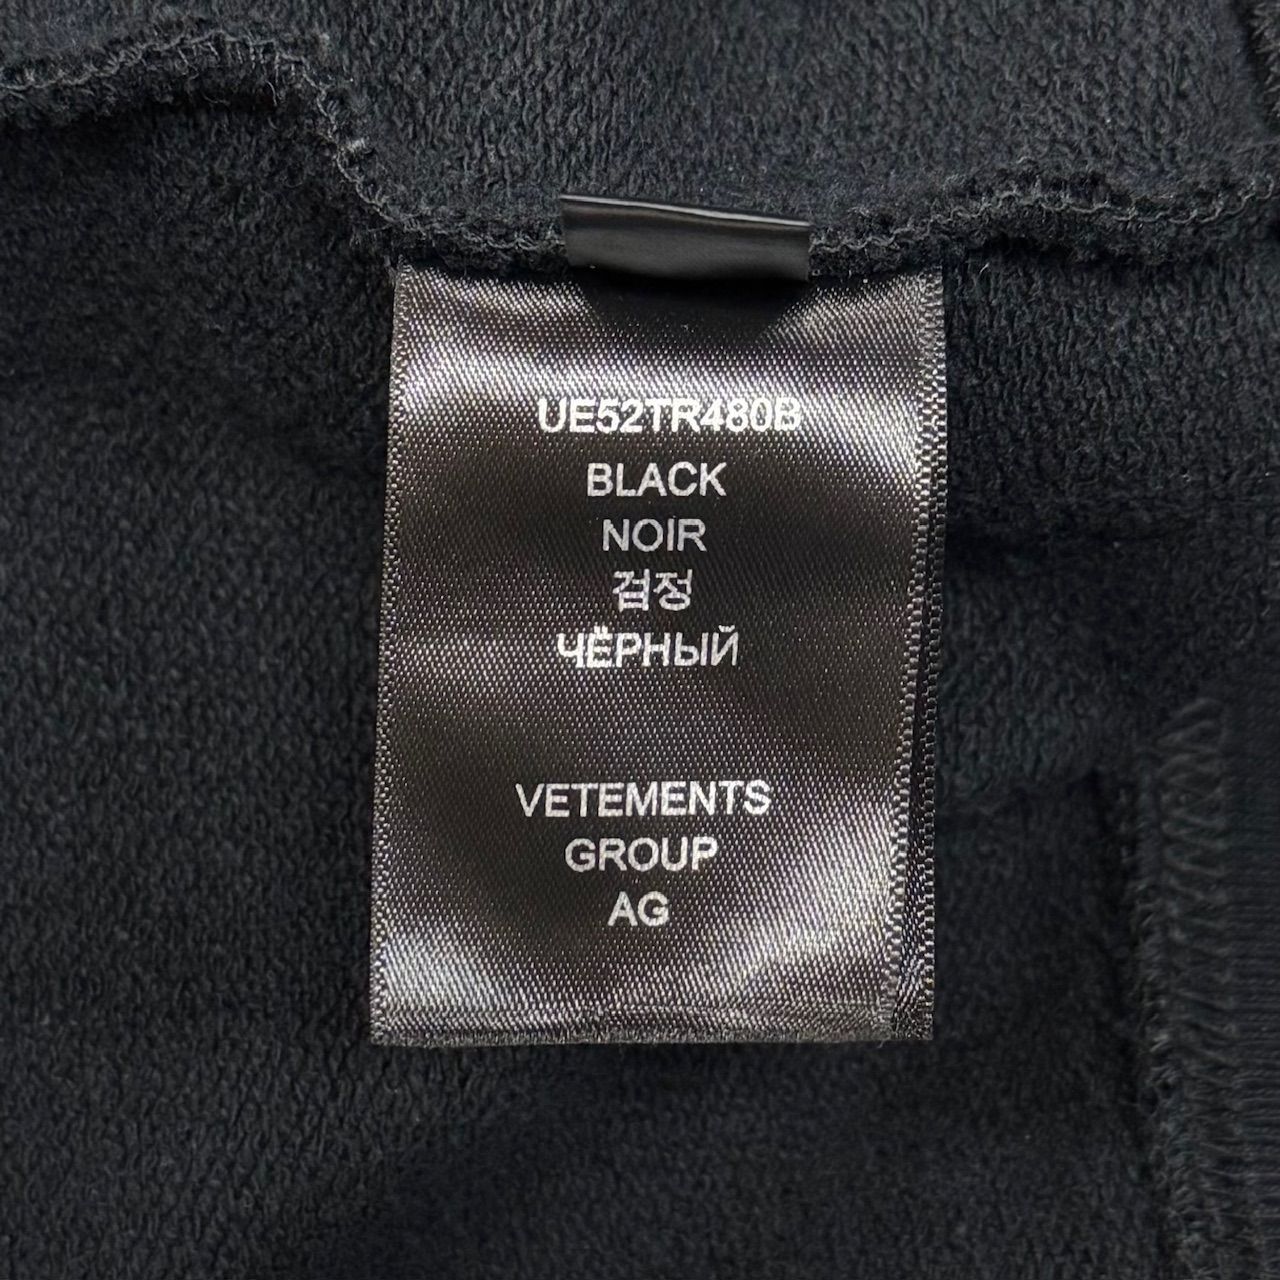 UE52TR480B
BLACK
NOIR
검정
ЧЁРНЫЙ
VETEMENTS
GROUP
AG